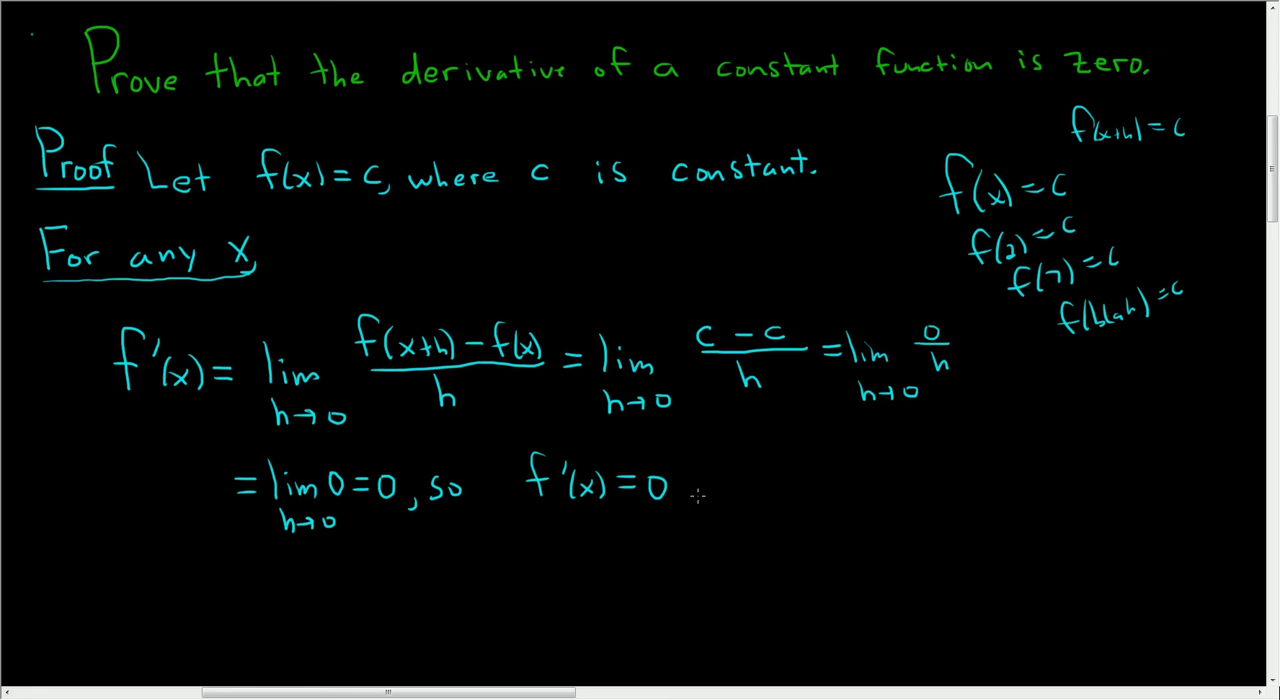 Prove that the derivative of a constant function is zero.
f(x+h) = c
Proof Let f(x) = c, where c is constant.
f(x) = c
f(2) = c
For any x,
f(7) = c
f(blah) = c
f'(x) = lim h→0 f(x+h) - f(x) / h = lim h→0 c - c / h = lim h→0 0 / h
= lim h→0 0 = 0, so f'(x) = 0